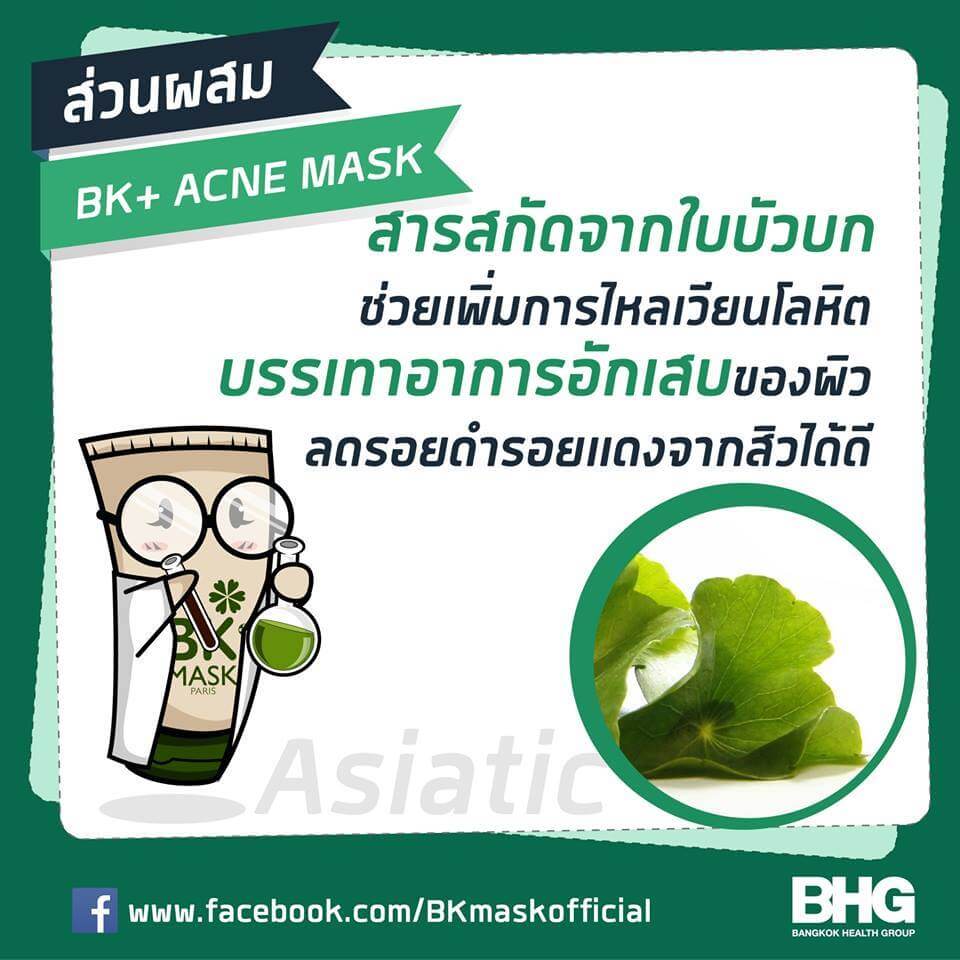 ส่วนผสม
BK+ ACNE MASK
สารสกัดจากใบบัวบก
ช่วยเพิ่มการไหลเวียนโลหิต
บรรเทาอาการอักเสบของผิว
ลดรอยดำรอยแดงจากสิวได้ดี
BK+
MASK
PARIS
Asiatic
f www.facebook.com/BKmaskofficial
BHG
BANGKOK HEALTH GROUP